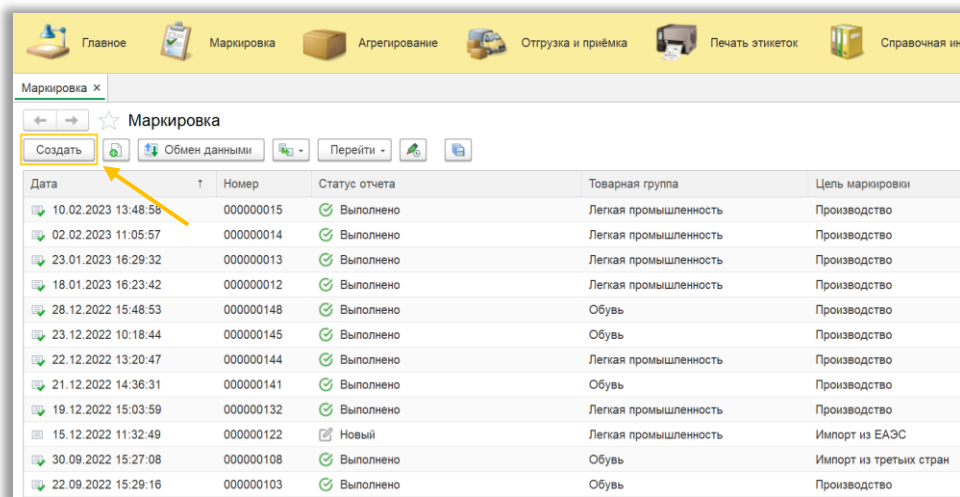 Главное Маркировка Агрегирование Отгрузка и приёмка Печать этикеток Справочная ин
Маркировка ×
Маркировка
Создать Обмен данными Перейти
Дата ↑ Номер Статус отчета Товарная группа Цель маркировки
10.02.2023 13:48:58 000000015 Выполнено Легкая промышленность Производство
02.02.2023 11:05:57 000000014 Выполнено Легкая промышленность Производство
23.01.2023 16:29:32 000000013 Выполнено Легкая промышленность Производство
18.01.2023 16:23:42 000000012 Выполнено Легкая промышленность Производство
28.12.2022 15:48:53 000000148 Выполнено Обувь Производство
23.12.2022 10:18:44 000000145 Выполнено Обувь Производство
22.12.2022 13:20:47 000000144 Выполнено Легкая промышленность Производство
21.12.2022 14:36:31 000000141 Выполнено Обувь Производство
19.12.2022 15:03:59 000000132 Выполнено Легкая промышленность Производство
15.12.2022 11:32:49 000000122 Новый Легкая промышленность Импорт из ЕАЭС
30.09.2022 15:27:08 000000108 Выполнено Обувь Импорт из третьих стран
22.09.2022 15:29:16 000000103 Выполнено Обувь Производство